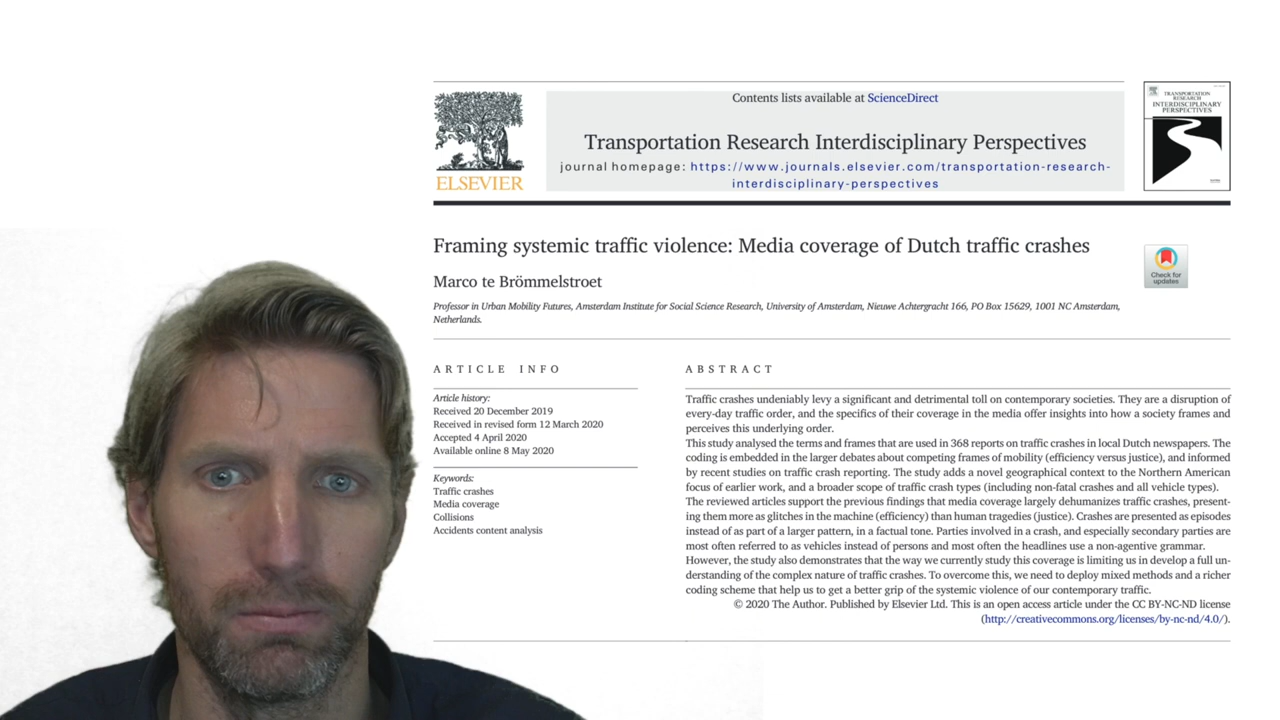 Contents lists available at ScienceDirect
Transportation Research Interdisciplinary Perspectives
journal homepage: https://www.journals.elsevier.com/transportation-research-
interdisciplinary-perspectives
ELSEVIER
TRANSPORTATION
RESEARCH
INTERDISCIPLINARY
PERSPECTIVES
Framing systemic traffic violence: Media coverage of Dutch traffic crashes
Check for
updates
Marco te Brömmelstroet
Professor in Urban Mobility Futures, Amsterdam Institute for Social Science Research, University of Amsterdam, Nieuwe Achtergracht 166, PO Box 15629, 1001 NC Amsterdam,
Netherlands.
ARTICLE INFO
Article history:
Received 20 December 2019
Received in revised form 12 March 2020
Accepted 4 April 2020
Available online 8 May 2020
Keywords:
Traffic crashes
Media coverage
Collisions
Accidents content analysis
ABSTRACT
Traffic crashes undeniably levy a significant and detrimental toll on contemporary societies. They are a disruption of
every-day traffic order, and the specifics of their coverage in the media offer insights into how a society frames and
perceives this underlying order.
This study analysed the terms and frames that are used in 368 reports on traffic crashes in local Dutch newspapers. The
coding is embedded in the larger debates about competing frames of mobility (efficiency versus justice), and informed
by recent studies on traffic crash reporting. The study adds a novel geographical context to the Northern American
focus of earlier work, and a broader scope of traffic crash types (including non-fatal crashes and all vehicle types).
The reviewed articles support the previous findings that media coverage largely dehumanizes traffic crashes, present-
ing them more as glitches in the machine (efficiency) than human tragedies (justice). Crashes are presented as episodes
instead of as part of a larger pattern, in a factual tone. Parties involved in a crash, and especially secondary parties are
most often referred to as vehicles instead of persons and most often the headlines use a non-agentive grammar.
However, the study also demonstrates that the way we currently study this coverage is limiting us in develop a full un-
derstanding of the complex nature of traffic crashes. To overcome this, we need to deploy mixed methods and a richer
coding scheme that help us to get a better grip of the systemic violence of our contemporary traffic.
© 2020 The Author. Published by Elsevier Ltd. This is an open access article under the CC BY-NC-ND license
(http://creativecommons.org/licenses/by-nc-nd/4.0/).